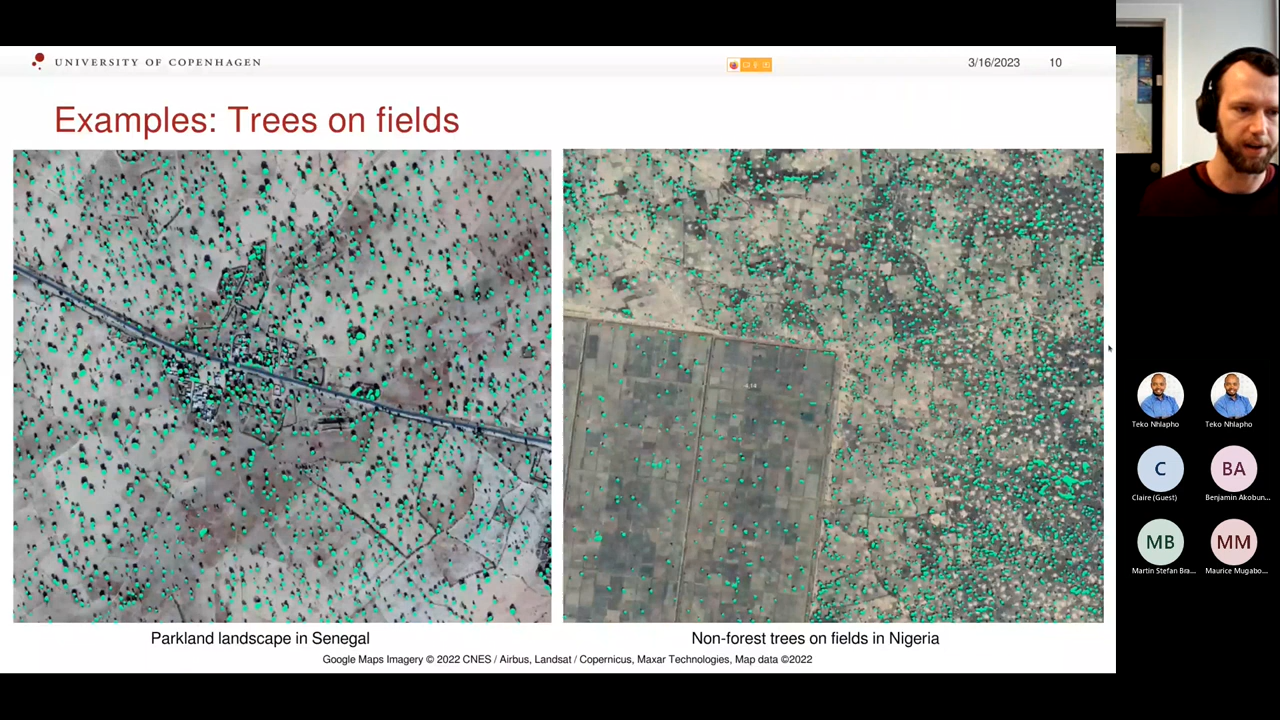 UNIVERSITY OF COPENHAGEN
3/16/2023 10
Examples: Trees on fields
Parkland landscape in Senegal
Non-forest trees on fields in Nigeria
Google Maps Imagery © 2022 CNES / Airbus, Landsat / Copernicus, Maxar Technologies, Map data ©2022
Teko Nhlapho
Teko Nhlapho
C
BA
Claire (Guest)
Benjamin Akobun...
MB
MM
Martin Stefan Bra...
Maurice Mugabo...